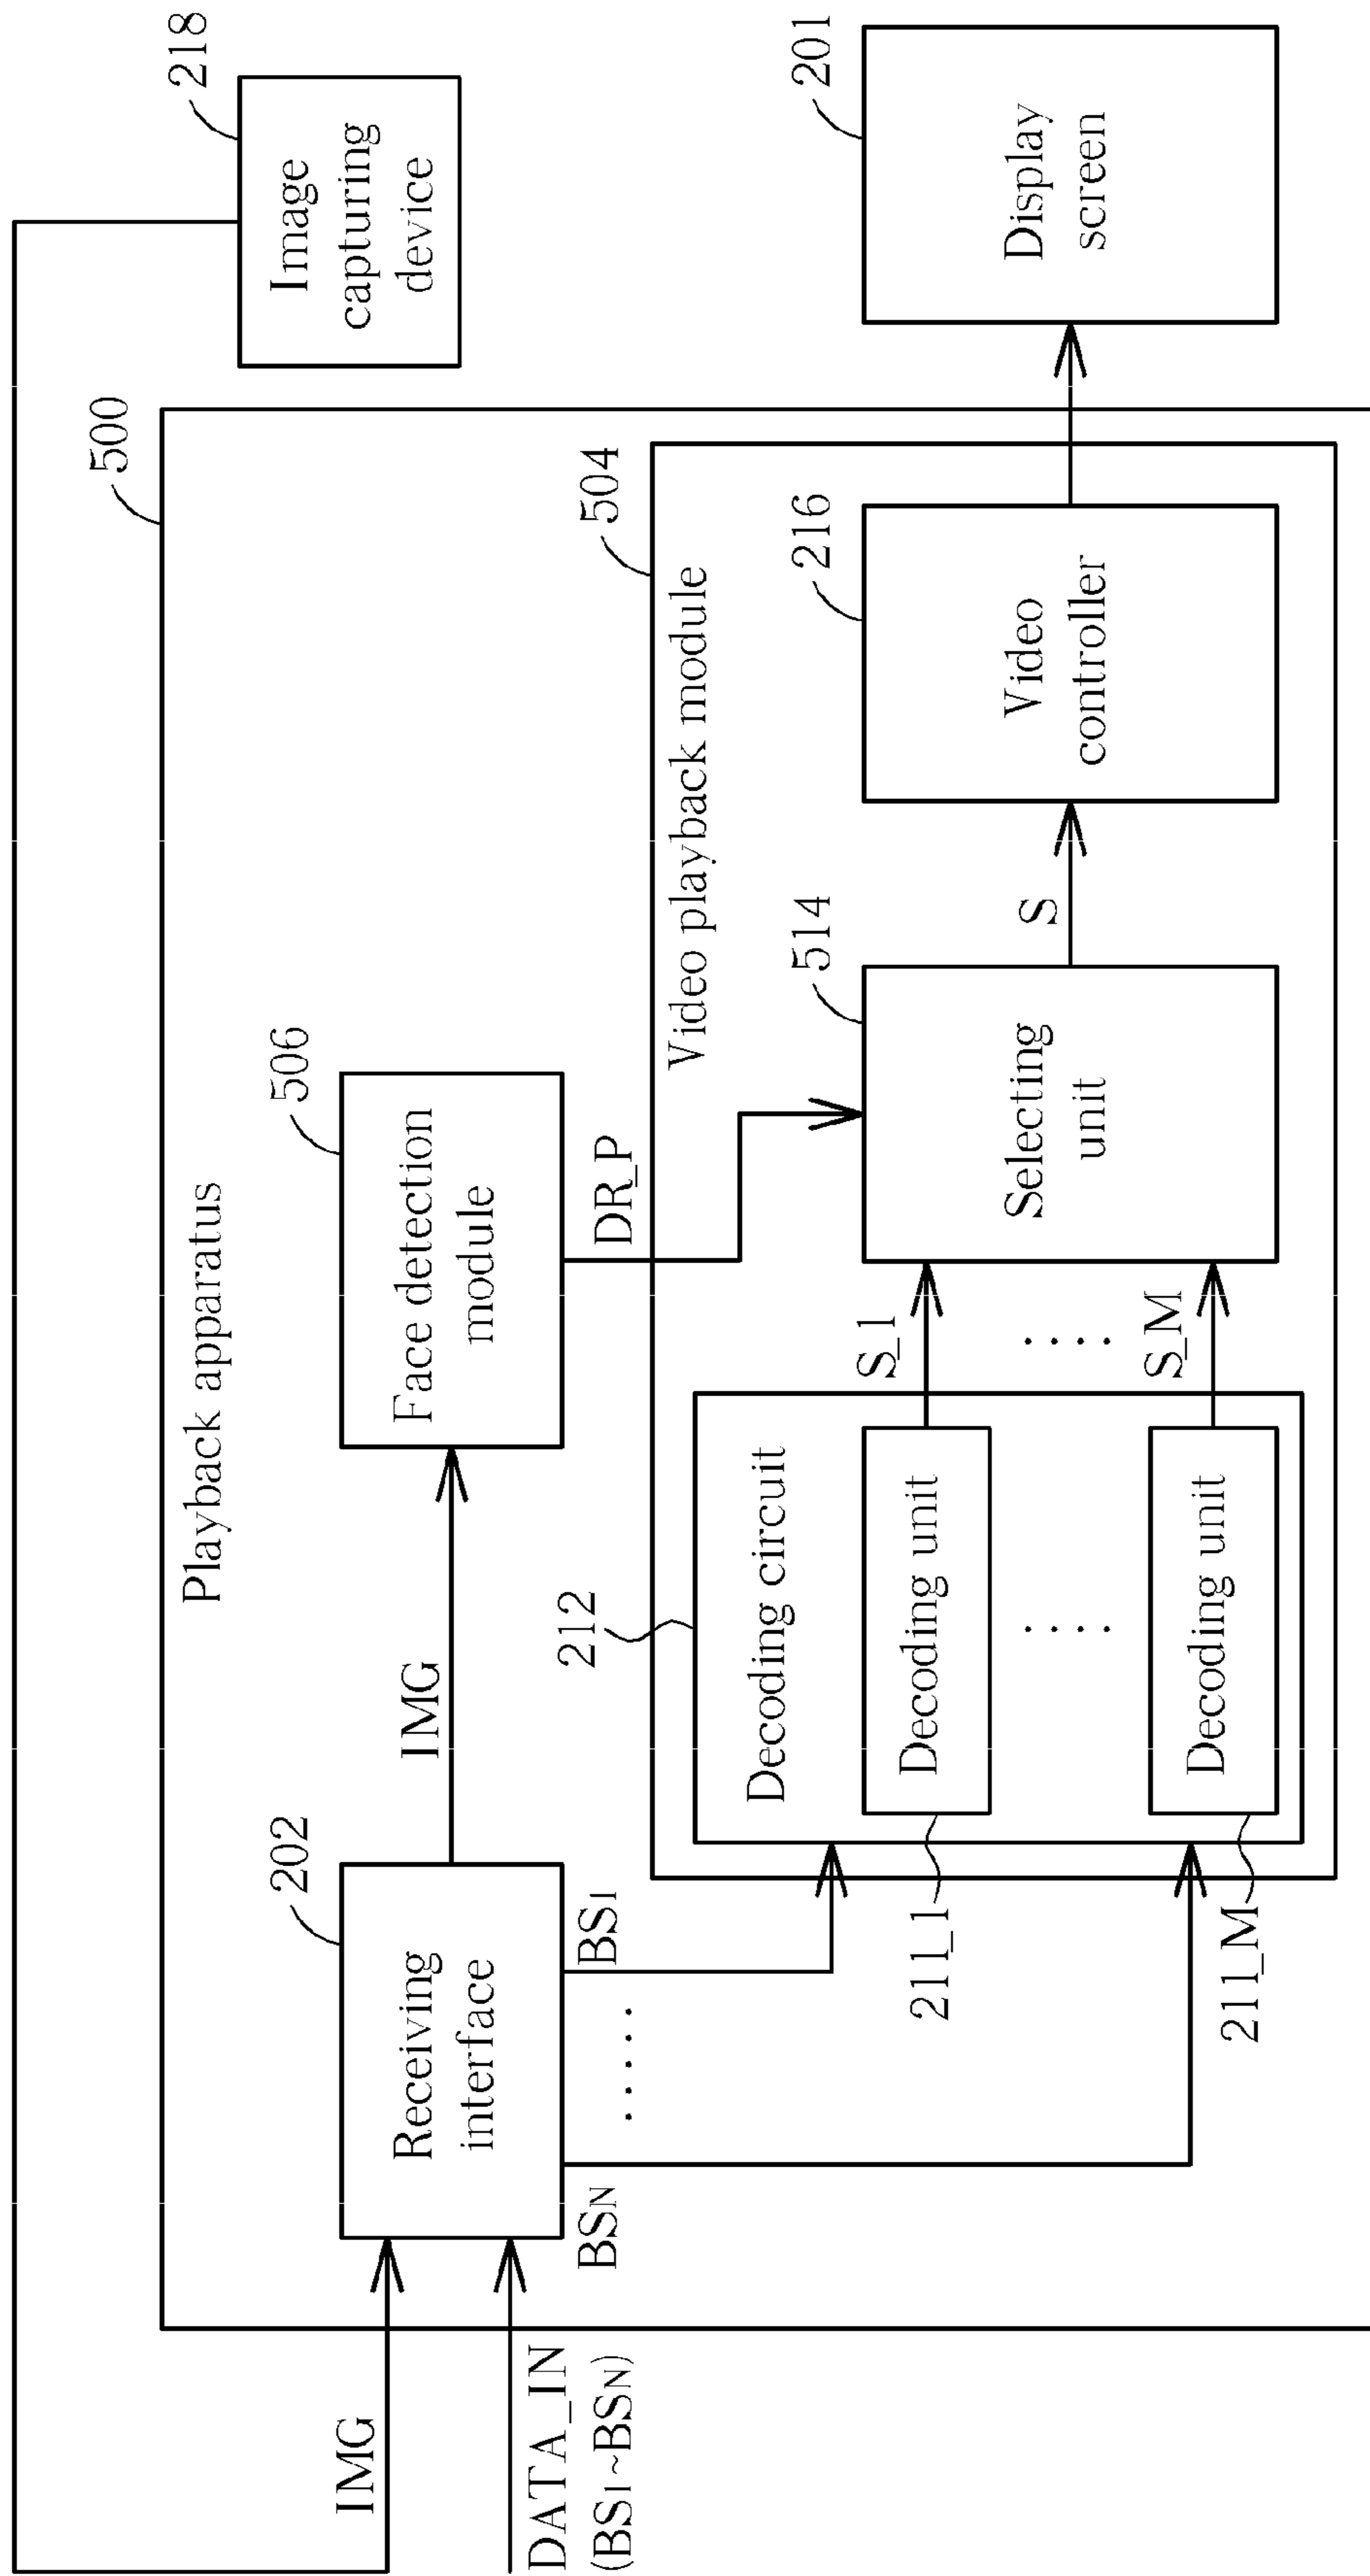 Playback apparatus
500
Image
capturing
device
218
IMG
DATA_IN
(BS1~BSN)
Receiving
interface
202
IMG
Face detection
module
506
DR_P
BSN
BS1
Video playback module
504
Decoding circuit
212
Decoding unit
211_1
Decoding unit
211_M
S_1
S_M
Selecting
unit
514
S
Video
controller
216
Display
screen
201